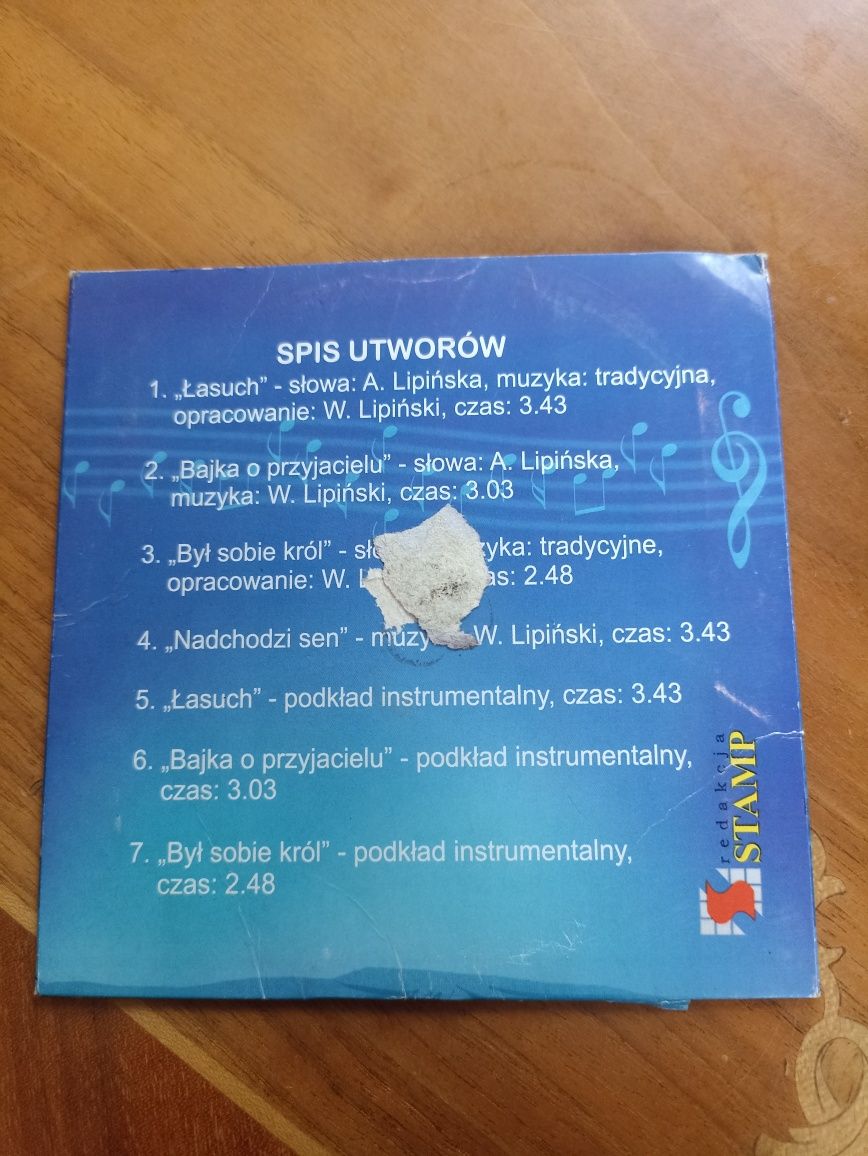 SPIS UTWORÓW
1. „Łasuch” - słowa: A. Lipińska, muzyka: tradycyjna,
opracowanie: W. Lipiński, czas: 3.43
2. „Bajka o przyjacielu” - słowa: A. Lipińska,
muzyka: W. Lipiński, czas: 3.03
3. „Był sobie król” - tradycyjne,
opracowanie: W. 2.48
4. „Nadchodzi sen” - W. Lipiński, czas: 3.43
5. „Łasuch” - podkład instrumentalny, czas: 3.43
6. „Bajka o przyjacielu” - podkład instrumentalny,
czas: 3.03
7. „Był sobie król” - podkład instrumentalny,
czas: 2.48
redakcja
STAMP